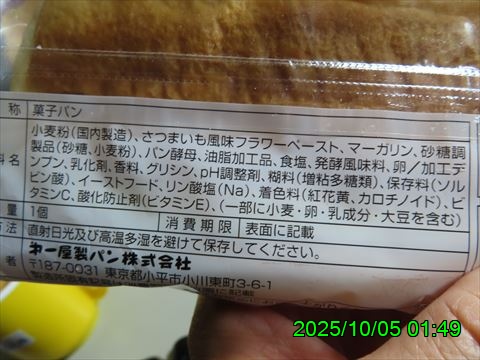 称 菓子パン
小麦粉(国内製造)、さつまいも風味フラワーペースト、マーガリン、砂糖調
製品(砂糖、小麦粉)、パン酵母、油脂加工品、食塩、発酵風味料、卵/加工デ
料名 ンプン、乳化剤、香料、グリシン、pH調整剤、糊料(増粘多糖類)、保存料(ソル
ビン酸)、イーストフード、リン酸塩(Na)、着色料(紅花黄、カロチノイド)、ビ
タミンC、酸化防止剤(ビタミンE)、(一部に小麦・卵・乳成分・大豆を含む)
量 1個 消費期限 表面に記載
方法 直射日光及び高温多湿を避けて保存してください。
者 第一屋製パン株式会社
〒187-0031 東京都小平市小川東町3-6-1
2025/10/05 01:49